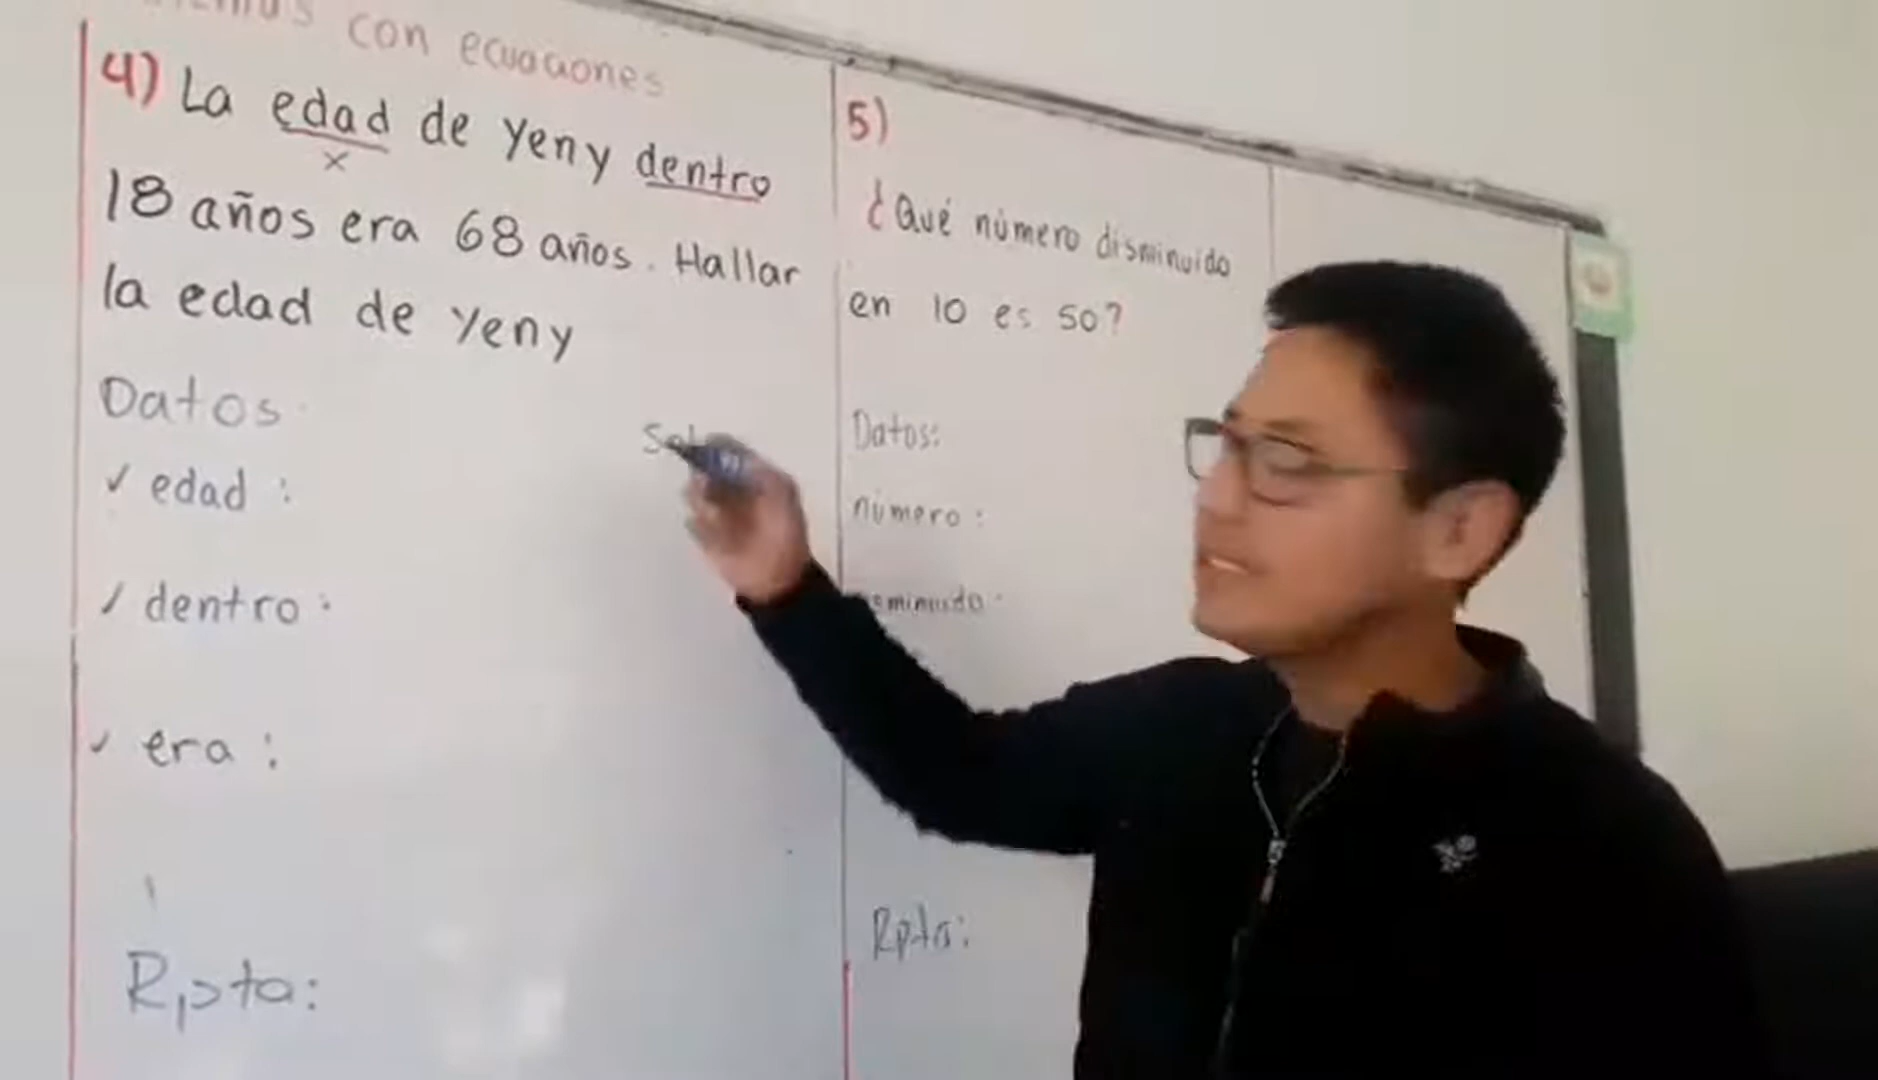 con ecuaciones
4) La edad de Yeny dentro
x
18 años era 68 años. Hallar
la edad de Yeny
Datos
✓ edad :
✓ dentro :
✓ era :
Rpta:
5)
¿Qué número disminuido
en 10 es 50?
Datos:
número :
Rpta: